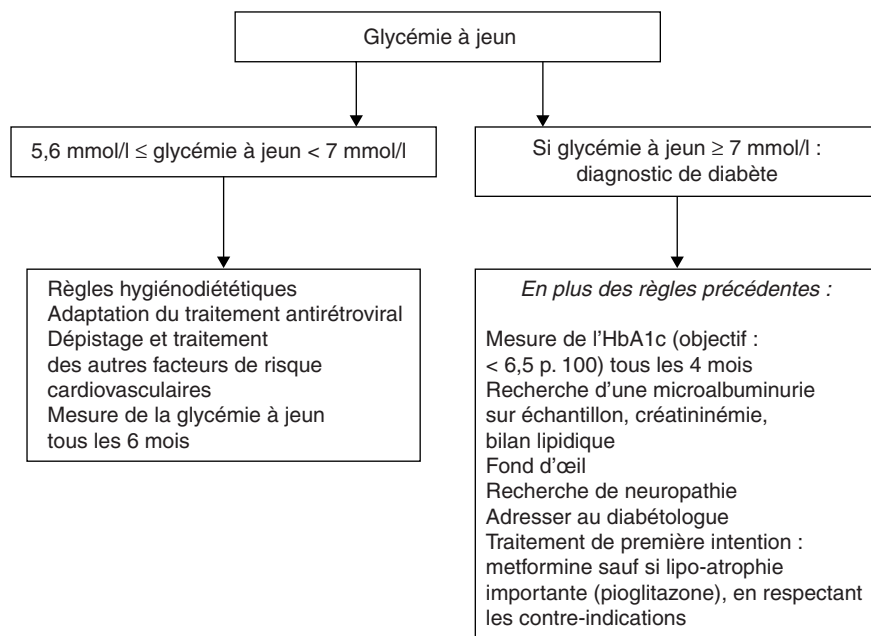 Glycémie à jeun
5,6 mmol/l ≤ glycémie à jeun < 7 mmol/l
Si glycémie à jeun ≥ 7 mmol/l :
diagnostic de diabète
Règles hygiénodiététiques
Adaptation du traitement antirétroviral
Dépistage et traitement
des autres facteurs de risque
cardiovasculaires
Mesure de la glycémie à jeun
tous les 6 mois
En plus des règles précédentes :
Mesure de l'HbA1c (objectif :
< 6,5 p. 100) tous les 4 mois
Recherche d'une microalbuminurie
sur échantillon, créatininémie,
bilan lipidique
Fond d'œil
Recherche de neuropathie
Adresser au diabétologue
Traitement de première intention :
metformine sauf si lipo-atrophie
importante (pioglitazone), en respectant
les contre-indications